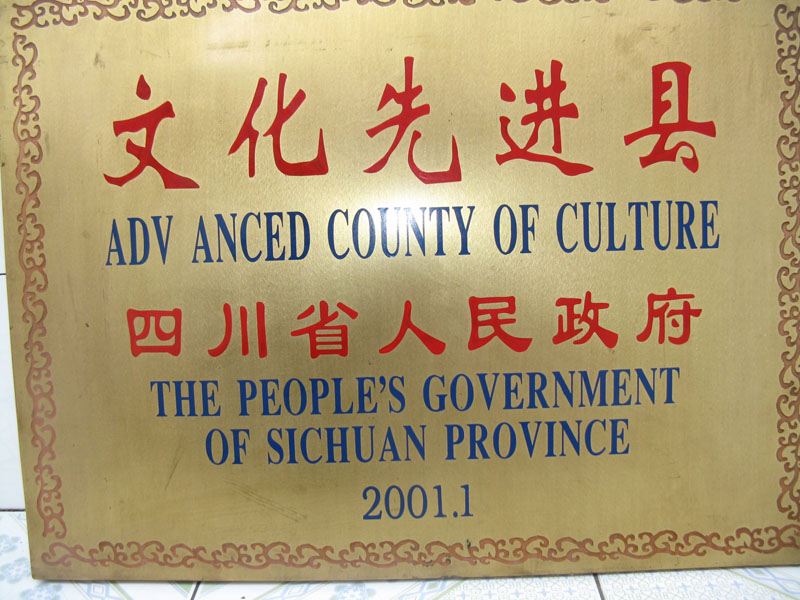 文化先进县
ADV ANCED COUNTY OF CULTURE
四川省人民政府
THE PEOPLE'S GOVERNMENT
OF SICHUAN PROVINCE
2001.1